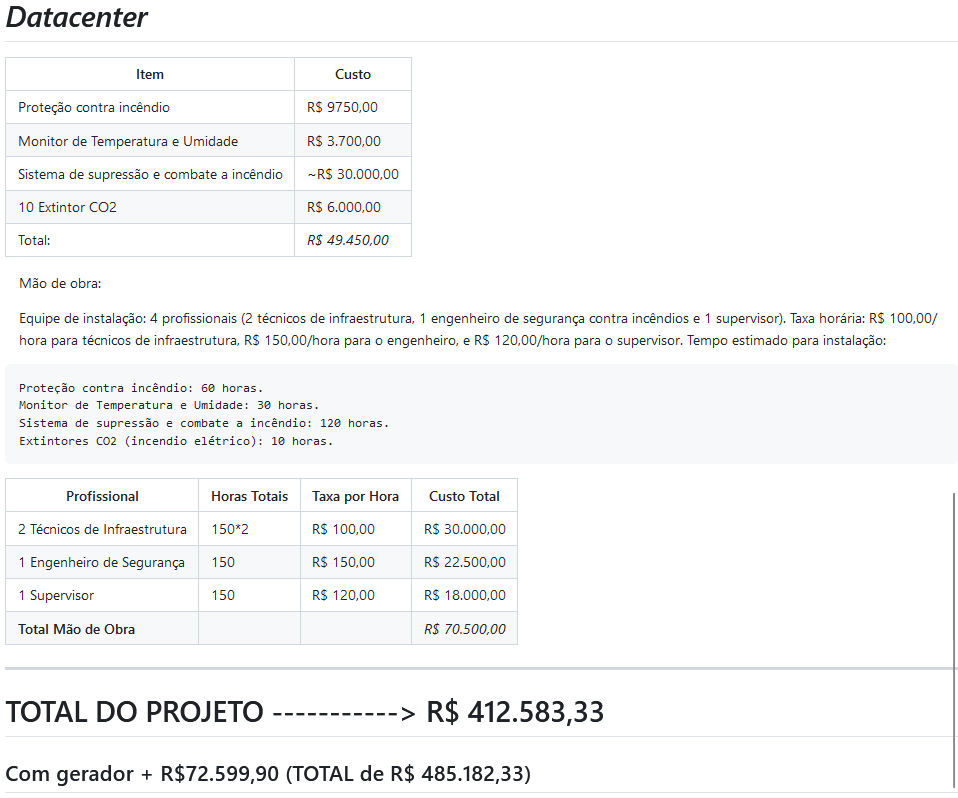 Datacenter
Item Custo
Proteção contra incêndio R$ 9750,00
Monitor de Temperatura e Umidade R$ 3.700,00
Sistema de supressão e combate a incêndio ~R$ 30.000,00
10 Extintor CO2 R$ 6.000,00
Total: R$ 49.450,00
Mão de obra:
Equipe de instalação: 4 profissionais (2 técnicos de infraestrutura, 1 engenheiro de segurança contra incêndios e 1 supervisor). Taxa horária: R$ 100,00/
hora para técnicos de infraestrutura, R$ 150,00/hora para o engenheiro, e R$ 120,00/hora para o supervisor. Tempo estimado para instalação:
Proteção contra incêndio: 60 horas.
Monitor de Temperatura e Umidade: 30 horas.
Sistema de supressão e combate a incêndio: 120 horas.
Extintores CO2 (incendio elétrico): 10 horas.
Profissional Horas Totais Taxa por Hora Custo Total
2 Técnicos de Infraestrutura 150*2 R$ 100,00 R$ 30.000,00
1 Engenheiro de Segurança 150 R$ 150,00 R$ 22.500,00
1 Supervisor 150 R$ 120,00 R$ 18.000,00
Total Mão de Obra R$ 70.500,00
TOTAL DO PROJETO -----------> R$ 412.583,33
Com gerador + R$72.599,90 (TOTAL de R$ 485.182,33)